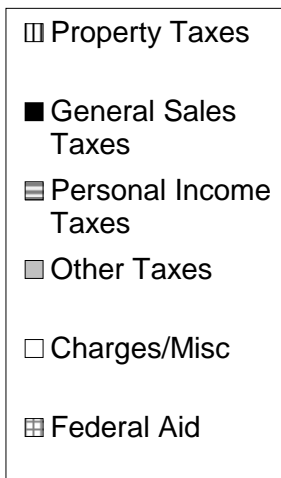 Property Taxes
General Sales
Taxes
Personal Income
Taxes
Other Taxes
Charges/Misc
Federal Aid